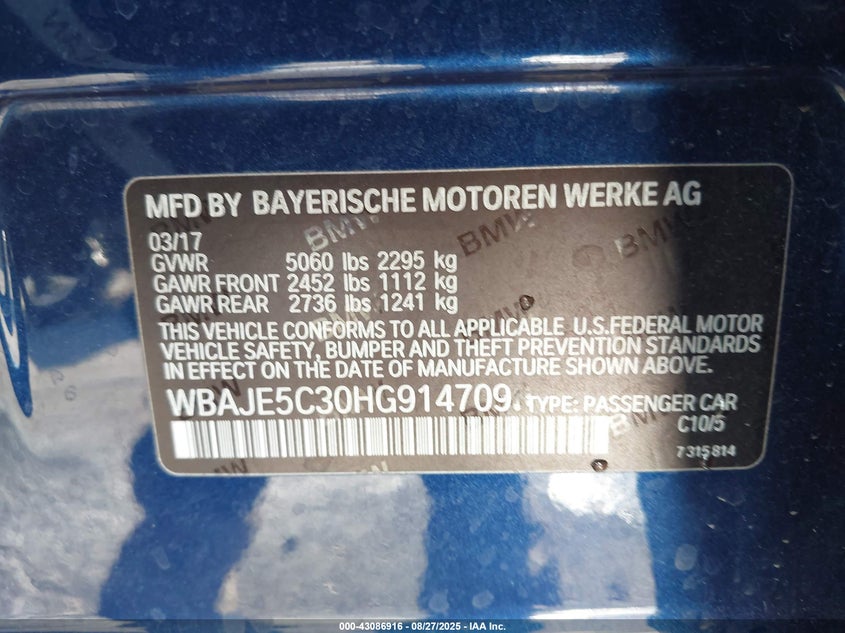 MFD BY BAYERISCHE MOTOREN WERKE AG
03/17
GVWR 5060 lbs 2295 kg
GAWR FRONT 2452 lbs 1112 kg
GAWR REAR 2736 lbs 1241 kg
THIS VEHICLE CONFORMS TO ALL APPLICABLE U.S.FEDERAL MOTOR
VEHICLE SAFETY, BUMPER AND THEFT PREVENTION STANDARDS
IN EFFECT ON THE DATE OF MANUFACTURE SHOWN ABOVE.
WBAJE5C30HG914709 TYPE: PASSENGER CAR
C10/5
7315814
000-43086916 - 08/27/2025 - IAA Inc.